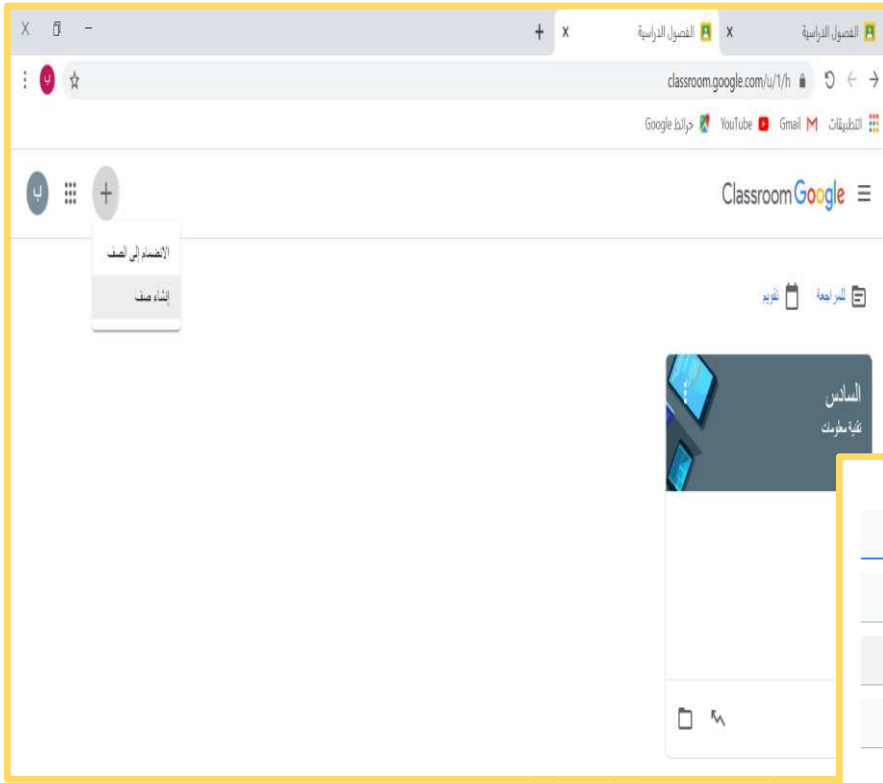 الفصول الدراسية x الفصول الدراسية x +
classroom.google.com/u/1/h
التطبيقات Gmail YouTube خرائط Google
Classroom Google
ب
ب
الانضمام إلى الصف
إنشاء صف
للمراجعة تقويم
السادس
تقنية معلومات